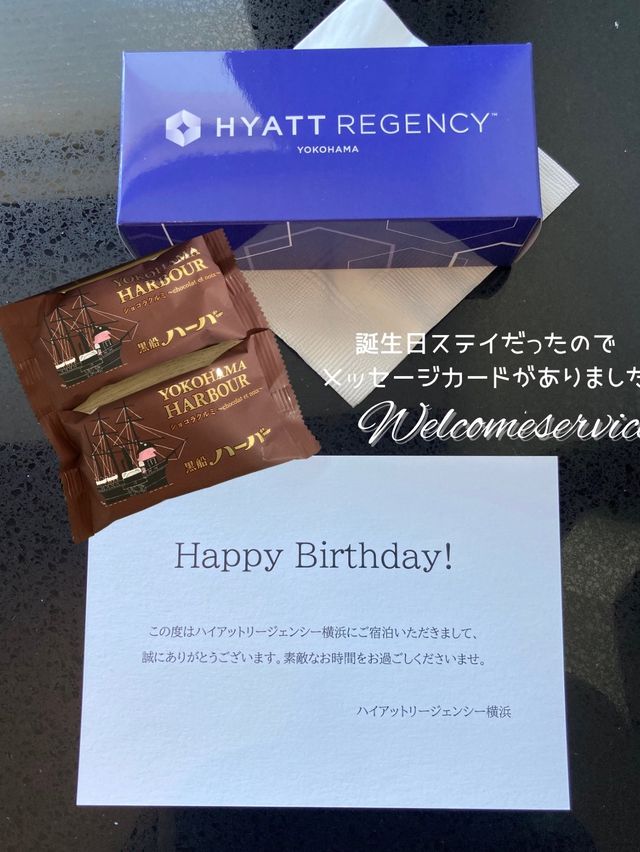 HYATT REGENCY™
YOKOHAMA
YOKOHAMA
HARBOUR
ショコラクルミ ~chocolat et noix~
黒船 ハーバー
YOKOHAMA
HARBOUR
ショコラクルミ ~chocolat et noix~
黒船 ハーバー
誕生日ステイだったので
メッセージカードがありました
Welcomeservic
Happy Birthday!
この度はハイアットリージェンシー横浜にご宿泊いただきまして、
誠にありがとうございます。素敵なお時間をお過ごしくださいませ。
ハイアットリージェンシー横浜